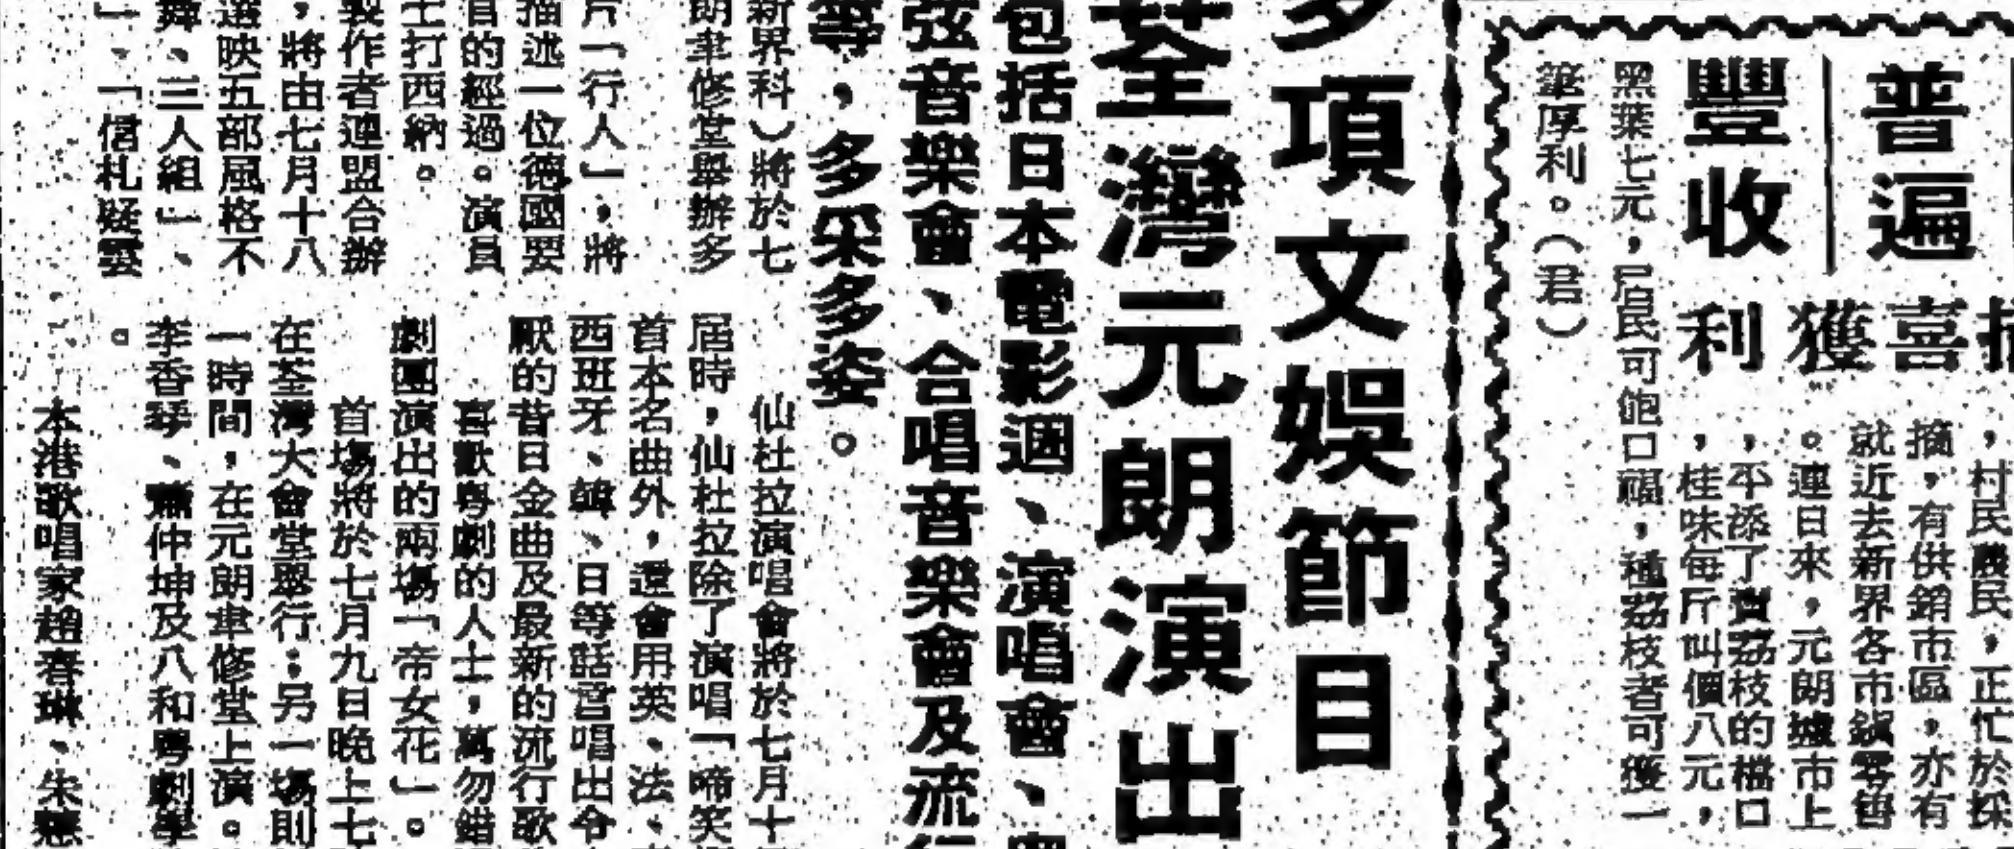 普遍
豐收
喜
獲
利
，村民農民，正忙於採
摘，有供銷市區，亦有
就近去新界各市鎮零售
。連日來，元朗墟市上
，平添了賣荔枝的檔口
，桂味每斤叫價八元，
黑葉七元，居民可飽口福，種荔枝者可獲一
筆厚利。（君）
多項文娛節目
荃灣元朗演出
包括日本電影週、演唱會、
弦音樂會、合唱音樂會及流行
等，多采多姿。
新界科）將於七
朗聿修堂舉辦多
片「行人」，將
描述一位德國要
員的經過。演員
士打西納。
製作者連盟合辦
，將由七月十八
選映五部風格不
舞、三人組」、
」、「信札疑雲
。
仙杜拉演唱會將於七月十
屆時，仙杜拉除了演唱「啼笑
首本名曲外，還會用英、法、
西班牙、韓、日等話言唱出令
厭的昔日金曲及最新的流行歌
喜歡粵劇的人士，萬勿錯
劇團演出的兩場「帝女花」。
首場將於七月九日晚上七
在荃灣大會堂舉行；另一場則
一時間，在元朗聿修堂上演。
李香琴、蕭仲坤及八和粵劇學
本港歌唱家趙春琳、朱慧